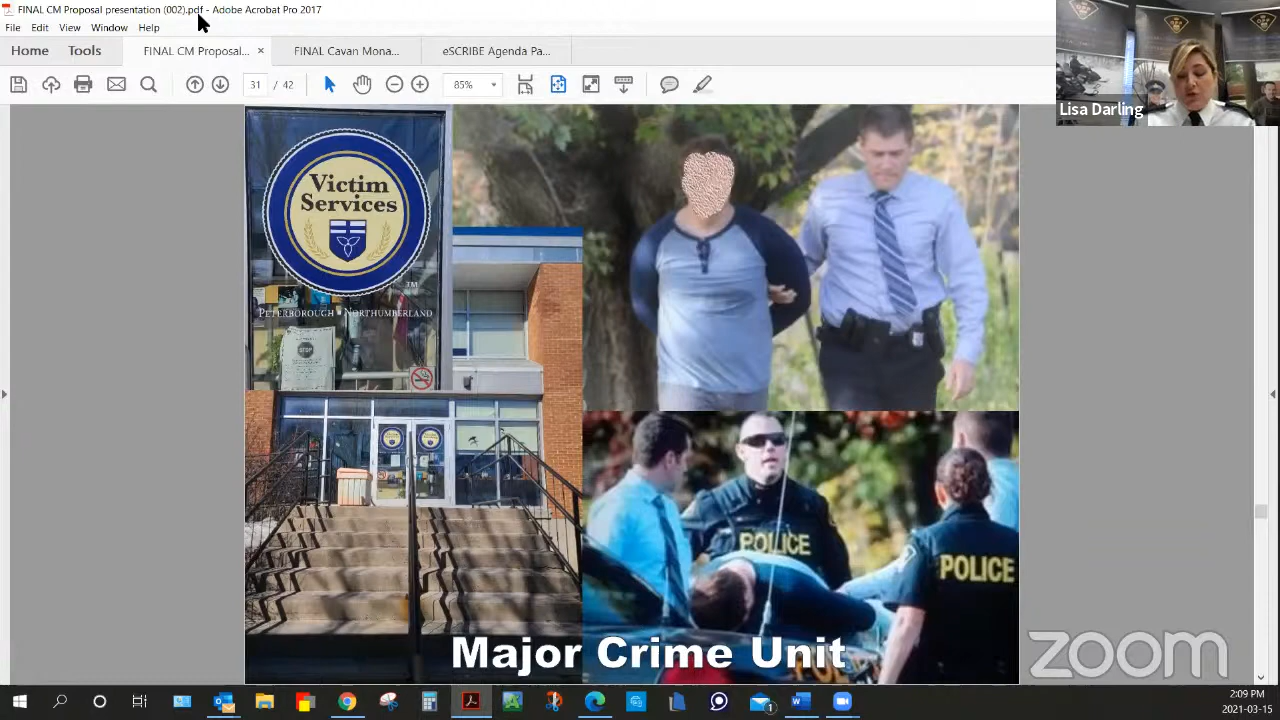 FINAL CM Proposal presentation (002).pdf - Adobe Acrobat Pro 2017
File Edit View Window Help
Home Tools FINAL CM Proposal... × FINAL Cavan Mona... eSCRIBE Agenda Pa...
31 / 42 85%
Lisa Darling
Victim
Services
TM
PETERBOROUGH NORTHUMBERLAND
STOP
POLICE
POLICE
Major Crime Unit
zoom
2:09 PM
2021-03-15